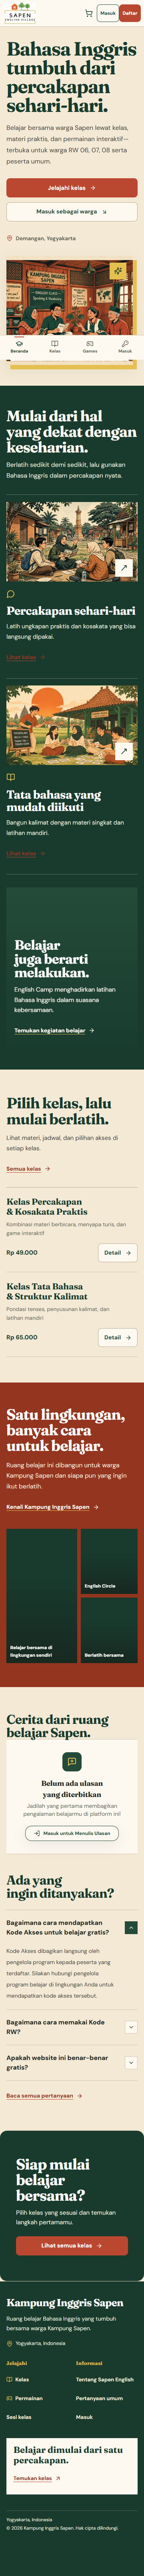 SAPEN
ENGLISH VILLAGE
Masuk
Daftar
Bahasa Inggris
tumbuh dari
percakapan
sehari-hari.
Belajar bersama warga Sapen lewat kelas,
materi praktis, dan permainan interaktif—
terbuka untuk warga RW 06, 07, 08 serta
peserta umum.
Jelajahi kelas
Masuk sebagai warga
Demangan, Yogyakarta
KAMPUNG INGGRIS SAPEN
Beranda
Kelas
Games
Masuk
Mulai dari hal
yang dekat dengan
keseharian.
Berlatih sedikit demi sedikit, lalu gunakan
Bahasa Inggris dalam percakapan nyata.
Percakapan sehari-hari
Latih ungkapan praktis dan kosakata yang bisa
langsung dipakai.
Lihat kelas
Tata bahasa yang
mudah diikuti
Bangun kalimat dengan materi singkat dan
latihan mandiri.
Lihat kelas
Belajar
juga berarti
melakukan.
English Camp menghadirkan latihan
Bahasa Inggris dalam suasana
kebersamaan.
Temukan kegiatan belajar
Pilih kelas, lalu
mulai berlatih.
Lihat materi, jadwal, dan pilihan akses di
setiap kelas.
Semua kelas
Kelas Percakapan
& Kosakata Praktis
Kombinasi materi berbicara, menyapa turis, dan
game interaktif
Rp 49.000
Detail
Kelas Tata Bahasa
& Struktur Kalimat
Pondasi tenses, penyusunan kalimat, dan
latihan mandiri
Rp 65.000
Detail
Satu lingkungan,
banyak cara
untuk belajar.
Ruang belajar ini dibangun untuk warga
Kampung Sapen dan siapa pun yang ingin
ikut berlatih.
Kenali Kampung Inggris Sapen
English Circle
Belajar bersama di
lingkungan sendiri
Berlatih bersama
Cerita dari ruang
belajar Sapen.
Belum ada ulasan
yang diterbitkan
Jadilah yang pertama membagikan
pengalaman belajarmu di platform ini!
Masuk untuk Menulis Ulasan
Ada yang
ingin ditanyakan?
Bagaimana cara mendapatkan
Kode Akses untuk belajar gratis?
Kode Akses dibagikan langsung oleh
pengelola program kepada peserta yang
terdaftar. Silakan hubungi pengelola
program belajar di lingkungan Anda untuk
mendapatkan kode akses tersebut.
Bagaimana cara memakai Kode
RW?
Apakah website ini benar-benar
gratis?
Baca semua pertanyaan
Siap mulai
belajar
bersama?
Pilih kelas yang sesuai dan temukan
langkah pertamamu.
Lihat semua kelas
Kampung Inggris Sapen
Ruang belajar Bahasa Inggris yang tumbuh
bersama warga Kampung Sapen.
Yogyakarta, Indonesia
Jelajahi
Informasi
Kelas
Tentang Sapen English
Permainan
Pertanyaan umum
Sesi kelas
Masuk
Belajar dimulai dari satu
percakapan.
Temukan kelas
Yogyakarta, Indonesia
© 2026 Kampung Inggris Sapen. Hak cipta dilindungi.